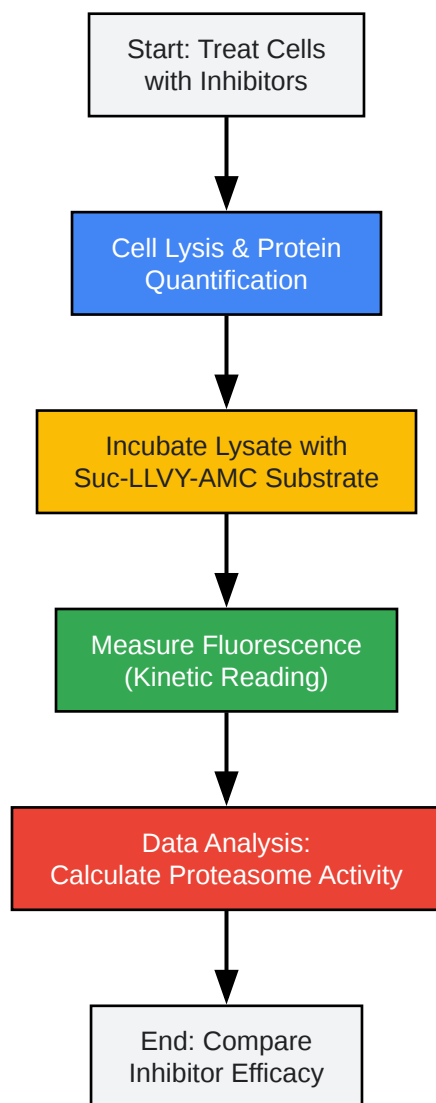 Start: Treat Cells
with Inhibitors
Cell Lysis & Protein
Quantification
Incubate Lysate with
Suc-LLVY-AMC Substrate
Measure Fluorescence
(Kinetic Reading)
Data Analysis:
Calculate Proteasome Activity
End: Compare
Inhibitor Efficacy